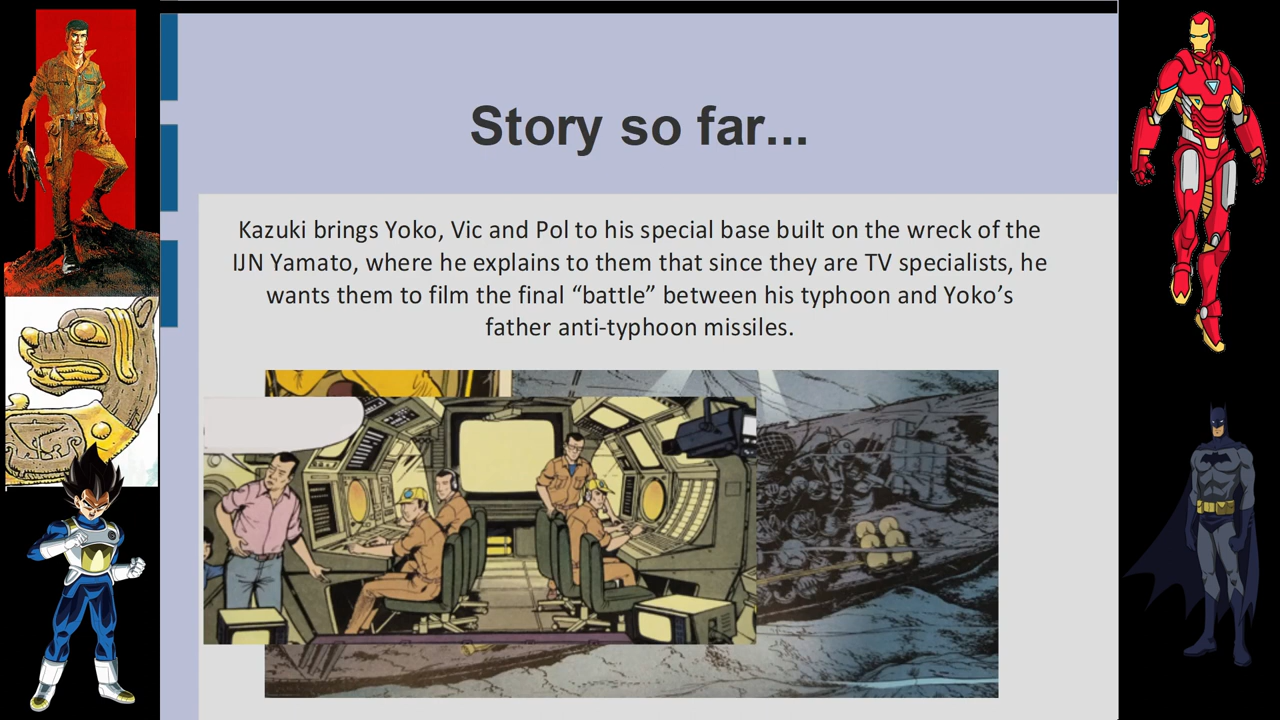 Story so far...
Kazuki brings Yoko, Vic and Pol to his special base built on the wreck of the
IJN Yamato, where he explains to them that since they are TV specialists, he
wants them to film the final “battle” between his typhoon and Yoko’s
father anti-typhoon missiles.